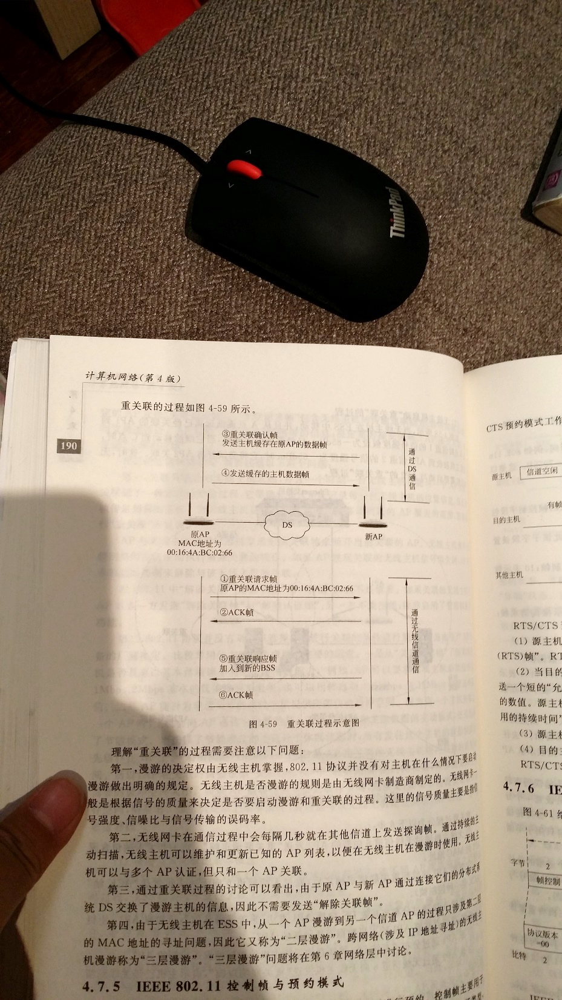 ThinkPad
计算机网络(第4版)
190
重关联的过程如图 4-59 所示。
③重关联确认帧
发送主机缓存在原AP的数据帧
④发送缓存的主机数据帧
通过DS通信
DS
原AP
MAC地址为
00:16:4A:BC:02:66
新AP
①重关联请求帧
原AP的MAC地址为00:16:4A:BC:02:66
②ACK帧
⑤重关联响应帧
加入到新的BSS
⑥ACK帧
通过无线信道通信
图 4-59 重关联过程示意图
理解“重关联”的过程需要注意以下问题:
第一,漫游的决定权由无线主机掌握,802.11 协议并没有对主机在什么情况下要启动
漫游做出明确的规定。无线主机是否漫游的规则是由无线网卡制造商制定的。无线网卡一
般是根据信号的质量来决定是否要启动漫游和重关联的过程。这里的信号质量主要是指信
号强度、信噪比与信号传输的误码率。
第二,无线网卡在通信过程中会每隔几秒就在其他信道上发送探询帧。通过持续的主
动扫描,无线主机可以维护和更新已知的 AP 列表,以便在无线主机在漫游时使用。无线主
机可以与多个 AP 认证,但只和一个 AP 关联。
第三,通过重关联过程的讨论可以看出,由于原 AP 与新 AP 通过连接它们的分布式系
统 DS 交换了漫游主机的信息,因此不需要发送“解除关联帧”。
第四,由于无线主机在 ESS 中,从一个 AP 漫游到另一个信道 AP 的过程只涉及第二层
的 MAC 地址的寻址问题,因此它又称为“二层漫游”。跨网络(涉及 IP 地址寻址)的无线主
机漫游称为“三层漫游”。“三层漫游”问题将在第 6 章网络层中讨论。
4.7.5 IEEE 802.11 控制帧与预约模式
预约。控制帧主要用于
CTS 预约模式工作
源主机
信道空闲
有帧
目的主机
其他主机
RTS/CTS
(1) 源主机
(RTS)帧”。RT
(2) 当目的
送一个短的“允
的数值。源主机
用的持续时间”
(3) 源主机
(4) 目的主
RTS/CTS
4.7.6 IE
图 4-61 给
字节
2
帧控制
协议版本
=00
比特
2